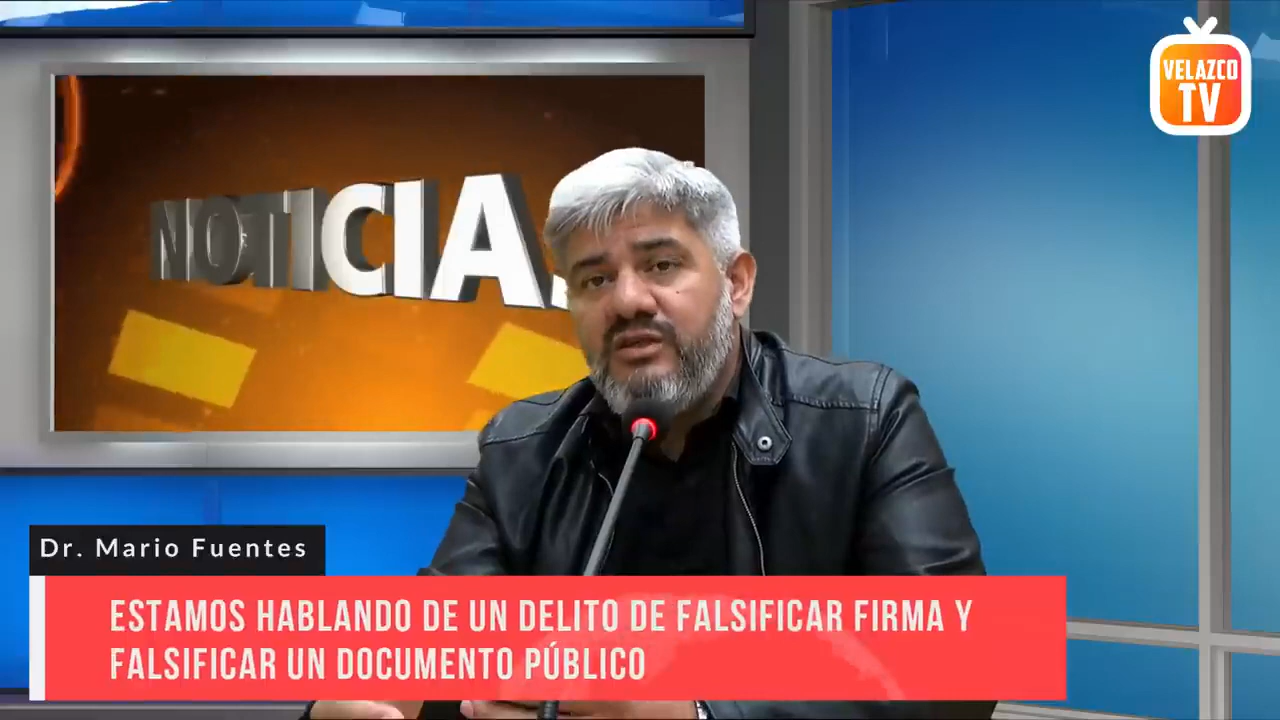 VELAZCO
TV
NOTICIA
Dr. Mario Fuentes
ESTAMOS HABLANDO DE UN DELITO DE FALSIFICAR FIRMA Y
FALSIFICAR UN DOCUMENTO PÚBLICO